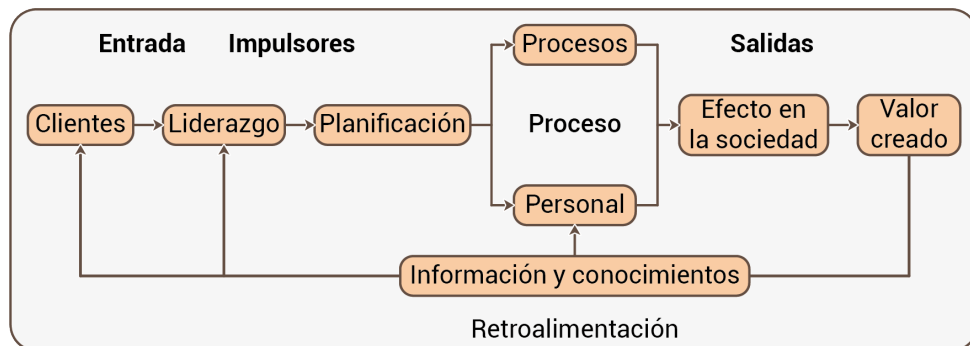 Entrada
Impulsores
Procesos
Salidas
Clientes
Liderazgo
Planificación
Proceso
Efecto en
la sociedad
Valor
creado
Personal
Información y conocimientos
Retroalimentación